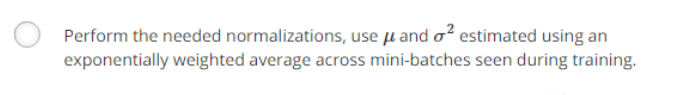 Perform the needed normalizations, use μ and σ² estimated using an
exponentially weighted average across mini-batches seen during training.